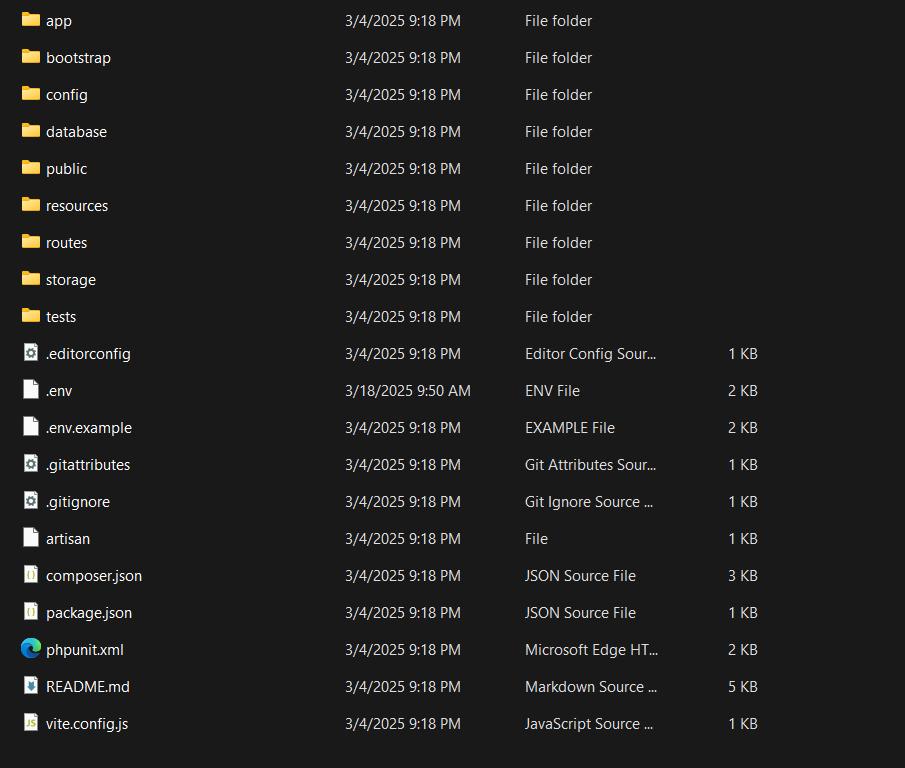 app 3/4/2025 9:18 PM File folder
bootstrap 3/4/2025 9:18 PM File folder
config 3/4/2025 9:18 PM File folder
database 3/4/2025 9:18 PM File folder
public 3/4/2025 9:18 PM File folder
resources 3/4/2025 9:18 PM File folder
routes 3/4/2025 9:18 PM File folder
storage 3/4/2025 9:18 PM File folder
tests 3/4/2025 9:18 PM File folder
.editorconfig 3/4/2025 9:18 PM Editor Config Sour... 1 KB
.env 3/18/2025 9:50 AM ENV File 2 KB
.env.example 3/4/2025 9:18 PM EXAMPLE File 2 KB
.gitattributes 3/4/2025 9:18 PM Git Attributes Sour... 1 KB
.gitignore 3/4/2025 9:18 PM Git Ignore Source ... 1 KB
artisan 3/4/2025 9:18 PM File 1 KB
composer.json 3/4/2025 9:18 PM JSON Source File 3 KB
package.json 3/4/2025 9:18 PM JSON Source File 1 KB
phpunit.xml 3/4/2025 9:18 PM Microsoft Edge HT... 2 KB
README.md 3/4/2025 9:18 PM Markdown Source ... 5 KB
vite.config.js 3/4/2025 9:18 PM JavaScript Source ... 1 KB